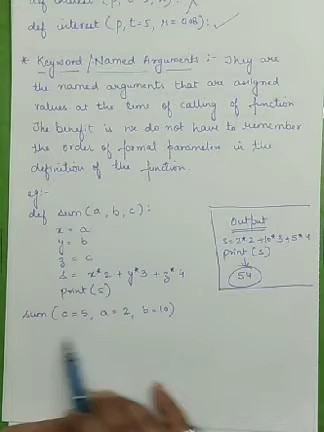 def interest (p, t=5, r=0.08):
* Keyword / Named Arguments :- They are
the named arguments that are assigned
values at the time of calling of function
The benefit is we do not have to remember
the order of formal parameters in the
definition of the function.
eg:-
def sum(a, b, c):
x = a
y = b
z = c
s = x*2 + y*3 + z*4
print(s)
sum (c=5, a=2, b=10)
Output
s=2*2+10*3+5*4
print(s)
54